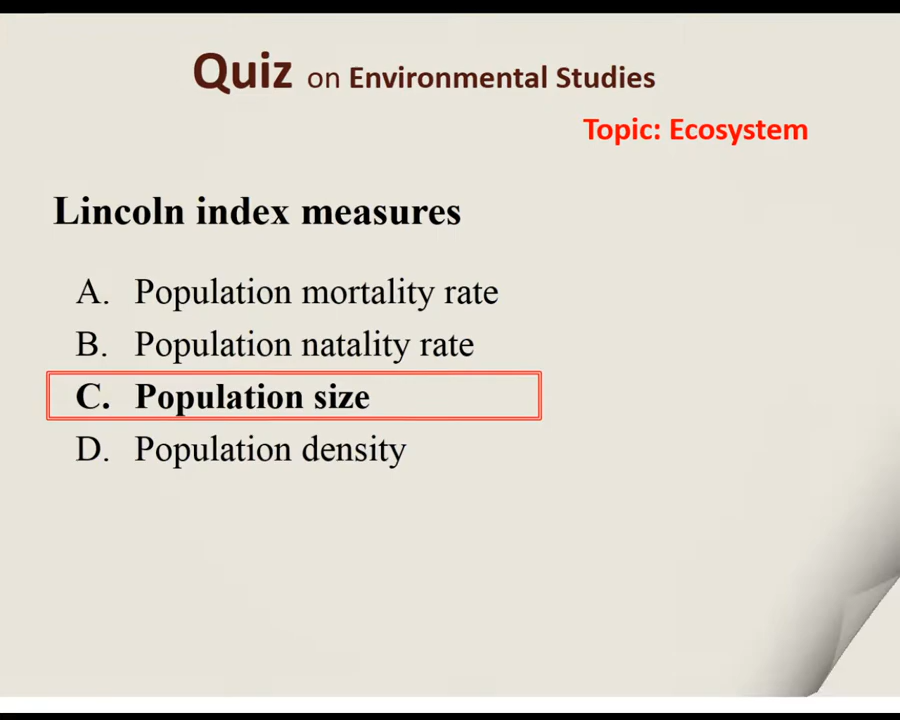 Quiz on Environmental Studies
Topic: Ecosystem
Lincoln index measures
A. Population mortality rate
B. Population natality rate
C. Population size
D. Population density